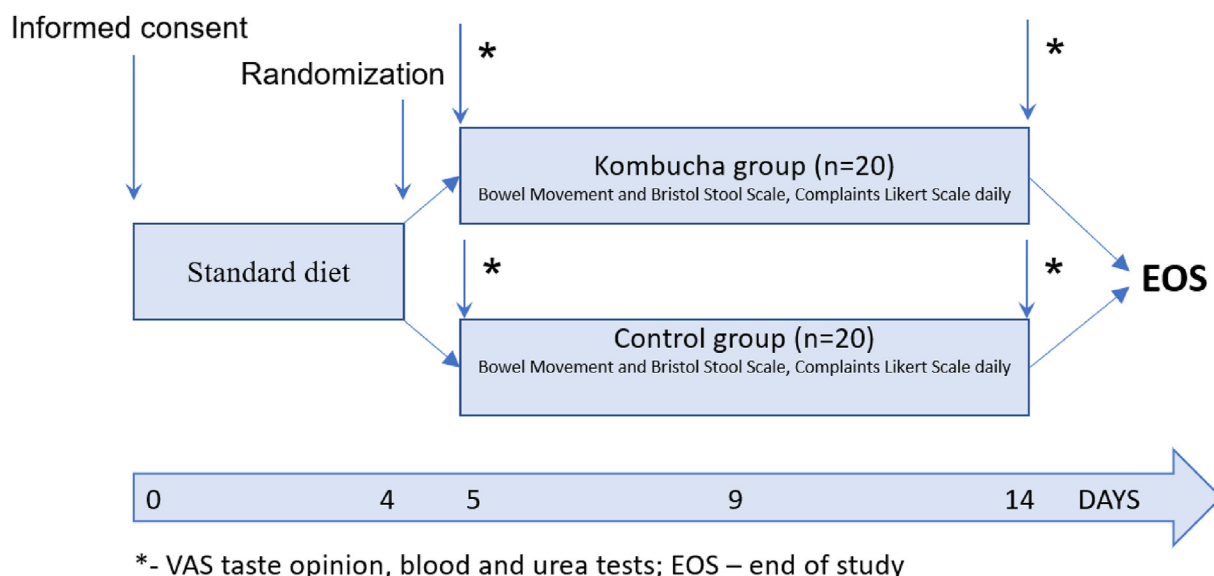 Informed consent
Randomization
*
*
Kombucha group (n=20)
Bowel Movement and Bristol Stool Scale, Complaints Likert Scale daily
Standard diet
*
*
EOS
Control group (n=20)
Bowel Movement and Bristol Stool Scale, Complaints Likert Scale daily
0 4 5 9 14 DAYS
*- VAS taste opinion, blood and urea tests; EOS – end of study